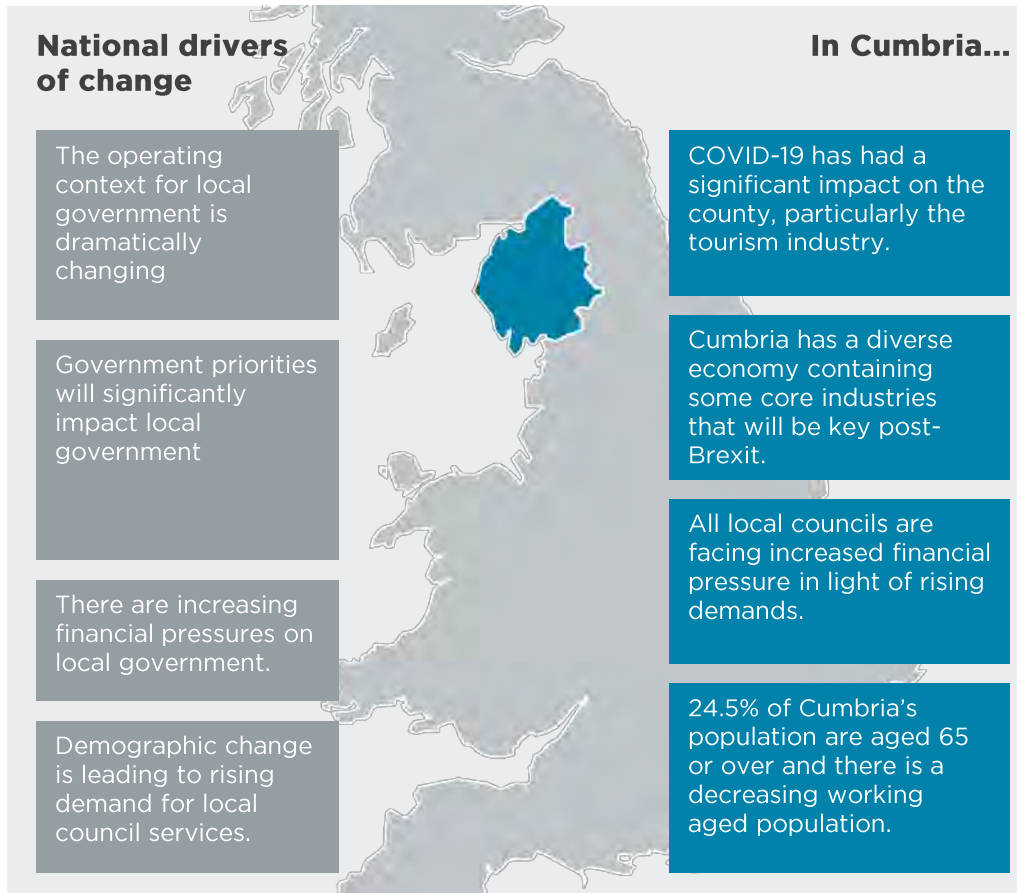 National drivers
of change
The operating
context for local
government is
dramatically
changing
Government priorities
will significantly
impact local
government
There are increasing
financial pressures on
local government.
Demographic change
is leading to rising
demand for local
council services.
In Cumbria...
COVID-19 has had a
significant impact on the
county, particularly the
tourism industry.
Cumbria has a diverse
economy containing
some core industries
that will be key post-
Brexit.
All local councils are
facing increased financial
pressure in light of rising
demands.
24.5% of Cumbria’s
population are aged 65
or over and there is a
decreasing working
aged population.